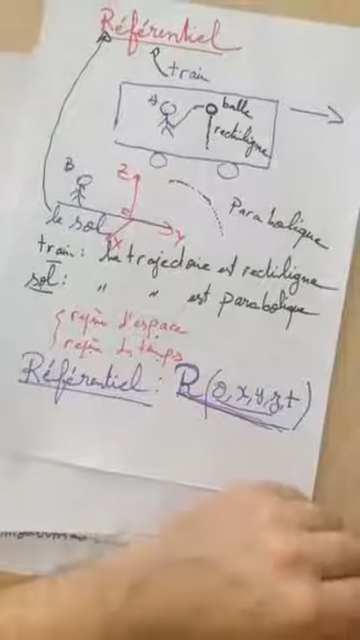 Référentiel
train
A
balle
rectiligne
B
Z
le sol
X
Y
Parabolique
train : la trajectoire est rectiligne
sol : " " est parabolique
repère d'espace
repère du temps
Référentiel : R(o, x, y, z, t)